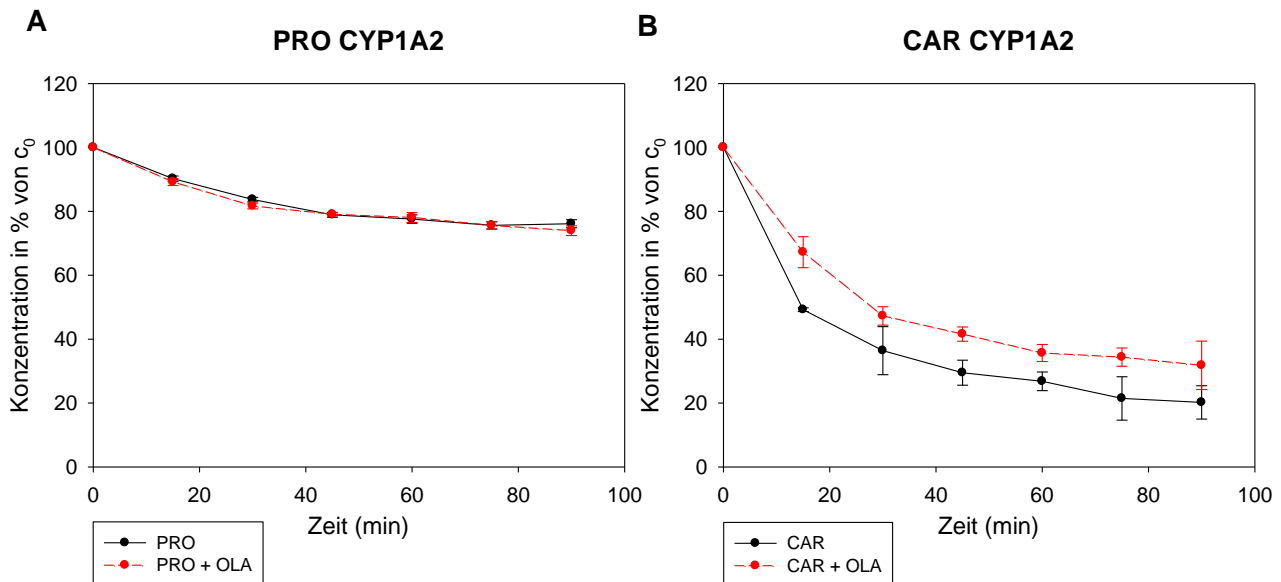 A
PRO CYP1A2
120
100
80
60
40
20
0
Konzentration in % von c₀
0 20 40 60 80 100
Zeit (min)
PRO
PRO + OLA
B
CAR CYP1A2
120
100
80
60
40
20
0
Konzentration in % von c₀
0 20 40 60 80 100
Zeit (min)
CAR
CAR + OLA